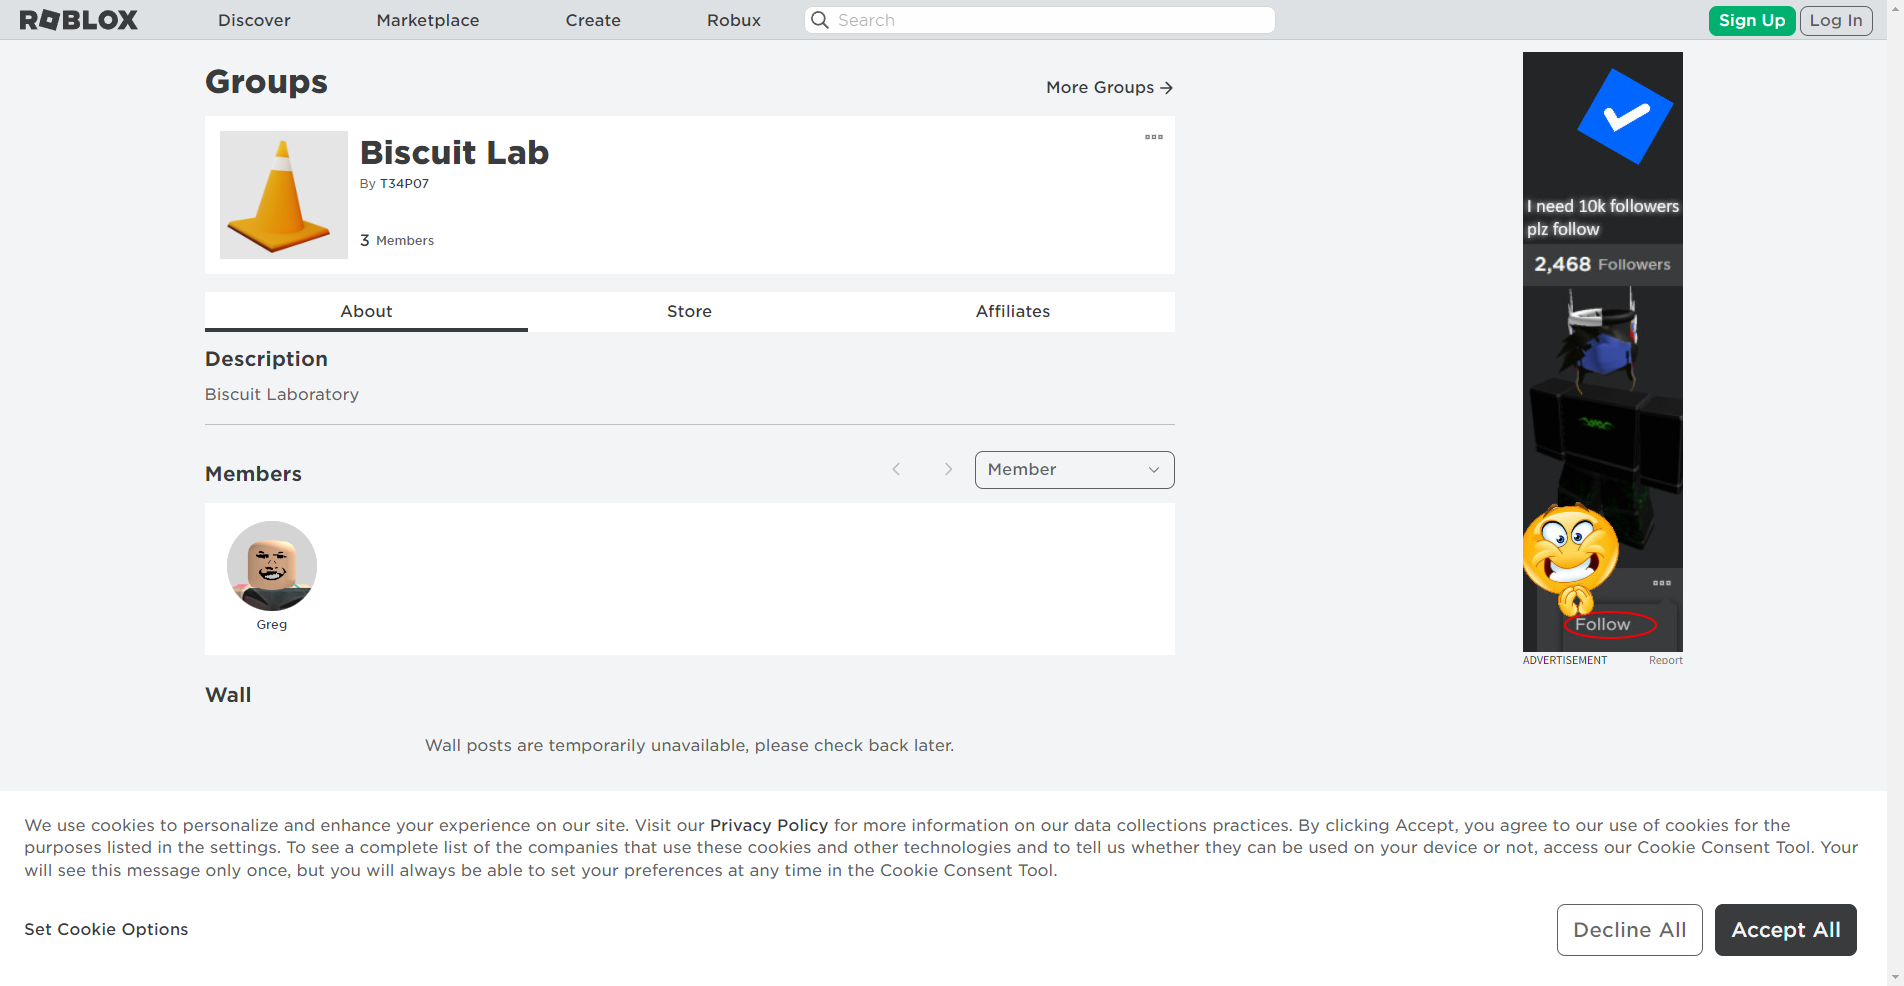 ROBLOX
Discover
Marketplace
Create
Robux
Search
Sign Up
Log In
Groups
More Groups
Biscuit Lab
By T34P07
3 Members
About
Store
Affiliates
Description
Biscuit Laboratory
Members
Member
Greg
Wall
Wall posts are temporarily unavailable, please check back later.
I need 10k followers
plz follow
2,468 Followers
Follow
ADVERTISEMENT
Report
We use cookies to personalize and enhance your experience on our site. Visit our Privacy Policy for more information on our data collections practices. By clicking Accept, you agree to our use of cookies for the
purposes listed in the settings. To see a complete list of the companies that use these cookies and other technologies and to tell us whether they can be used on your device or not, access our Cookie Consent Tool. Your
will see this message only once, but you will always be able to set your preferences at any time in the Cookie Consent Tool.
Set Cookie Options
Decline All
Accept All